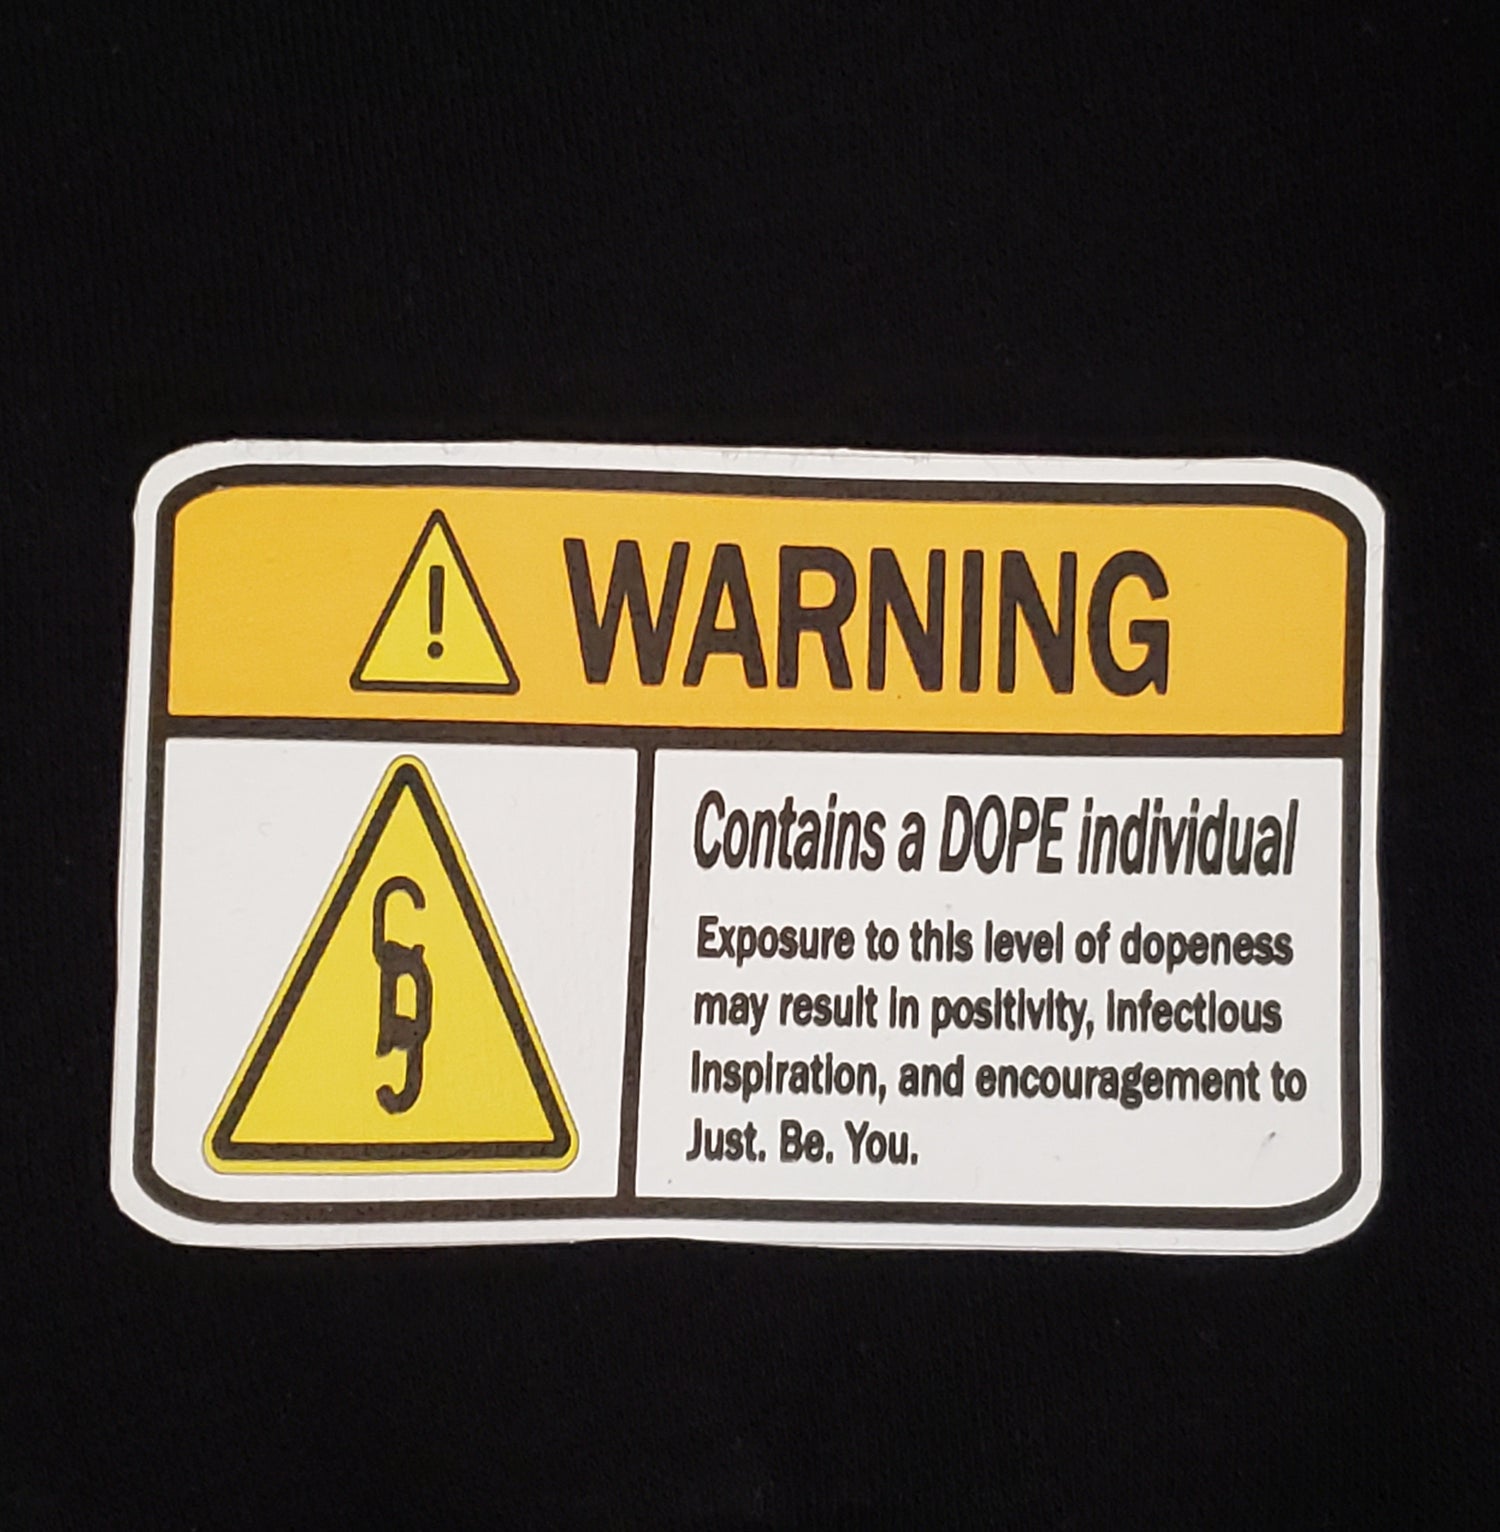 ! WARNING
Contains a DOPE individual
Exposure to this level of dopeness
may result in positivity, infectious
inspiration, and encouragement to
Just. Be. You.